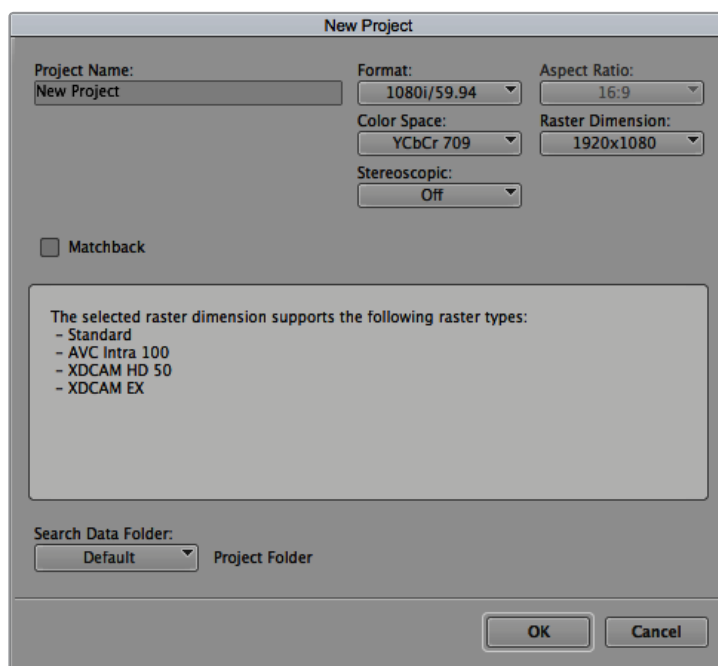 New Project
Project Name:
New Project
Format:
1080i/59.94
Aspect Ratio:
16:9
Color Space:
YCbCr 709
Raster Dimension:
1920x1080
Stereoscopic:
Off
Matchback
The selected raster dimension supports the following raster types:
– Standard
– AVC Intra 100
– XDCAM HD 50
– XDCAM EX
Search Data Folder:
Default
Project Folder
OK
Cancel